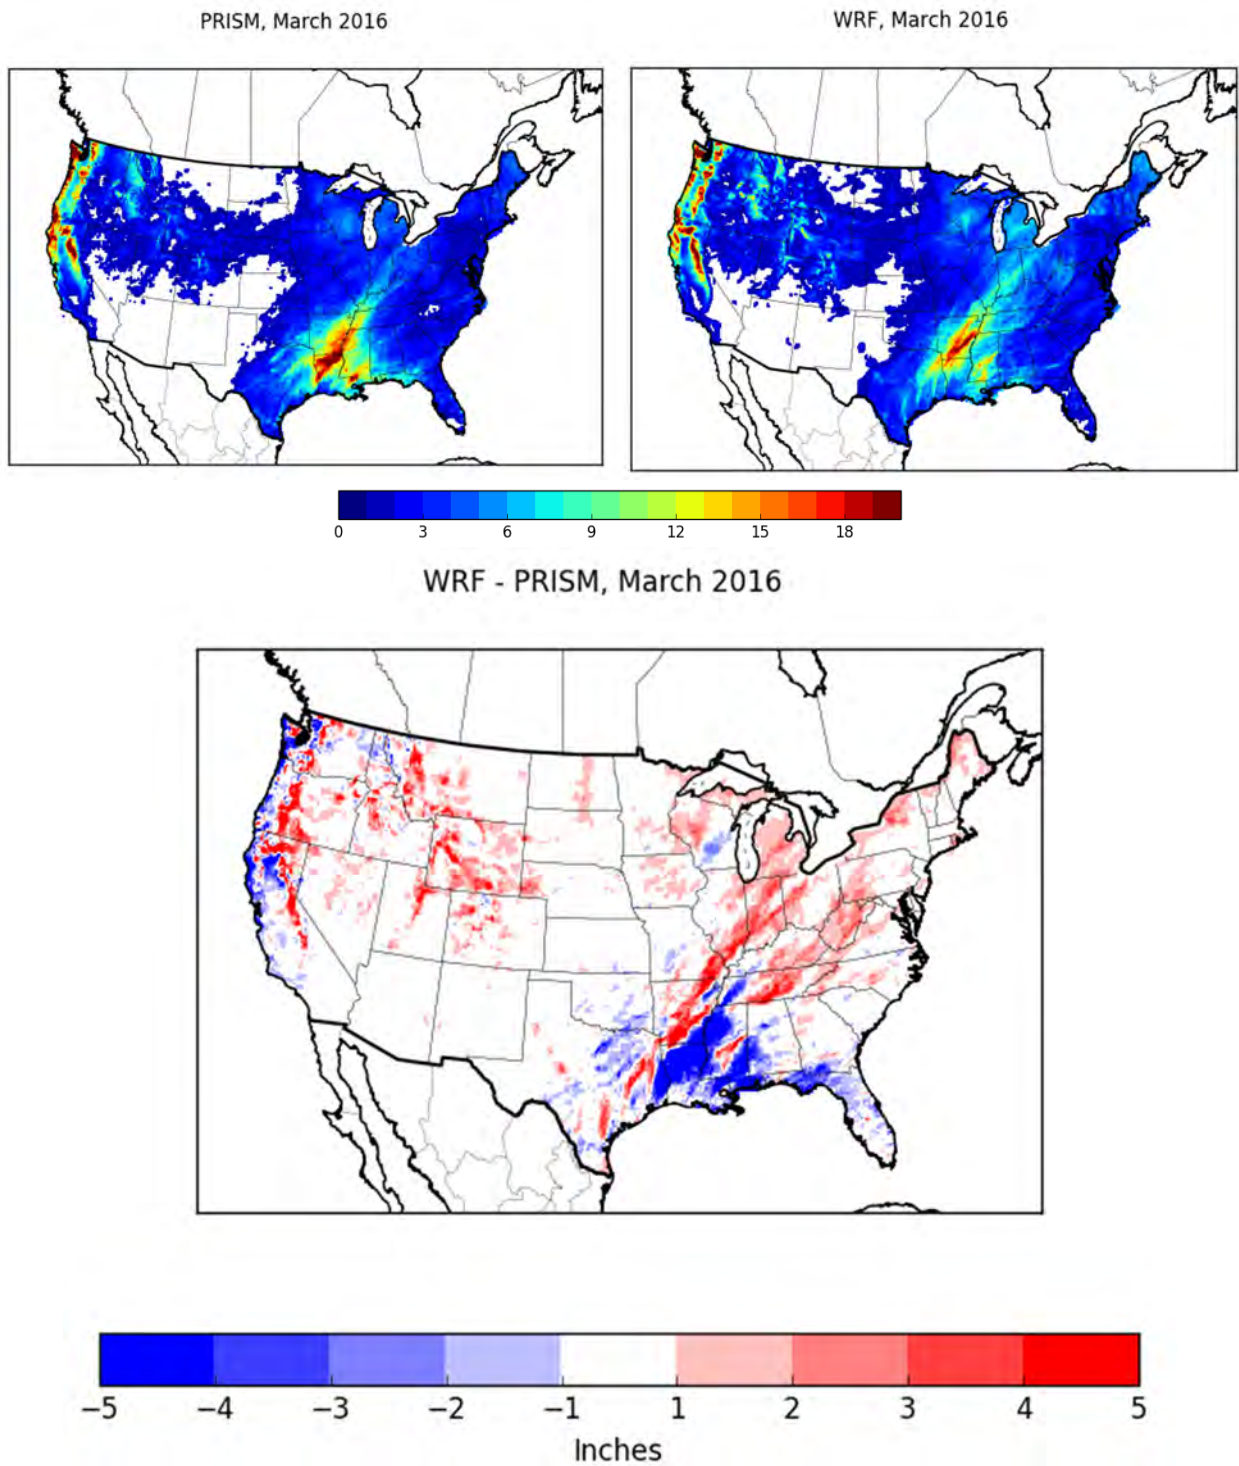 PRISM, March 2016
WRF, March 2016
0 3 6 9 12 15 18
WRF - PRISM, March 2016
−5 −4 −3 −2 −1 1 2 3 4 5
Inches